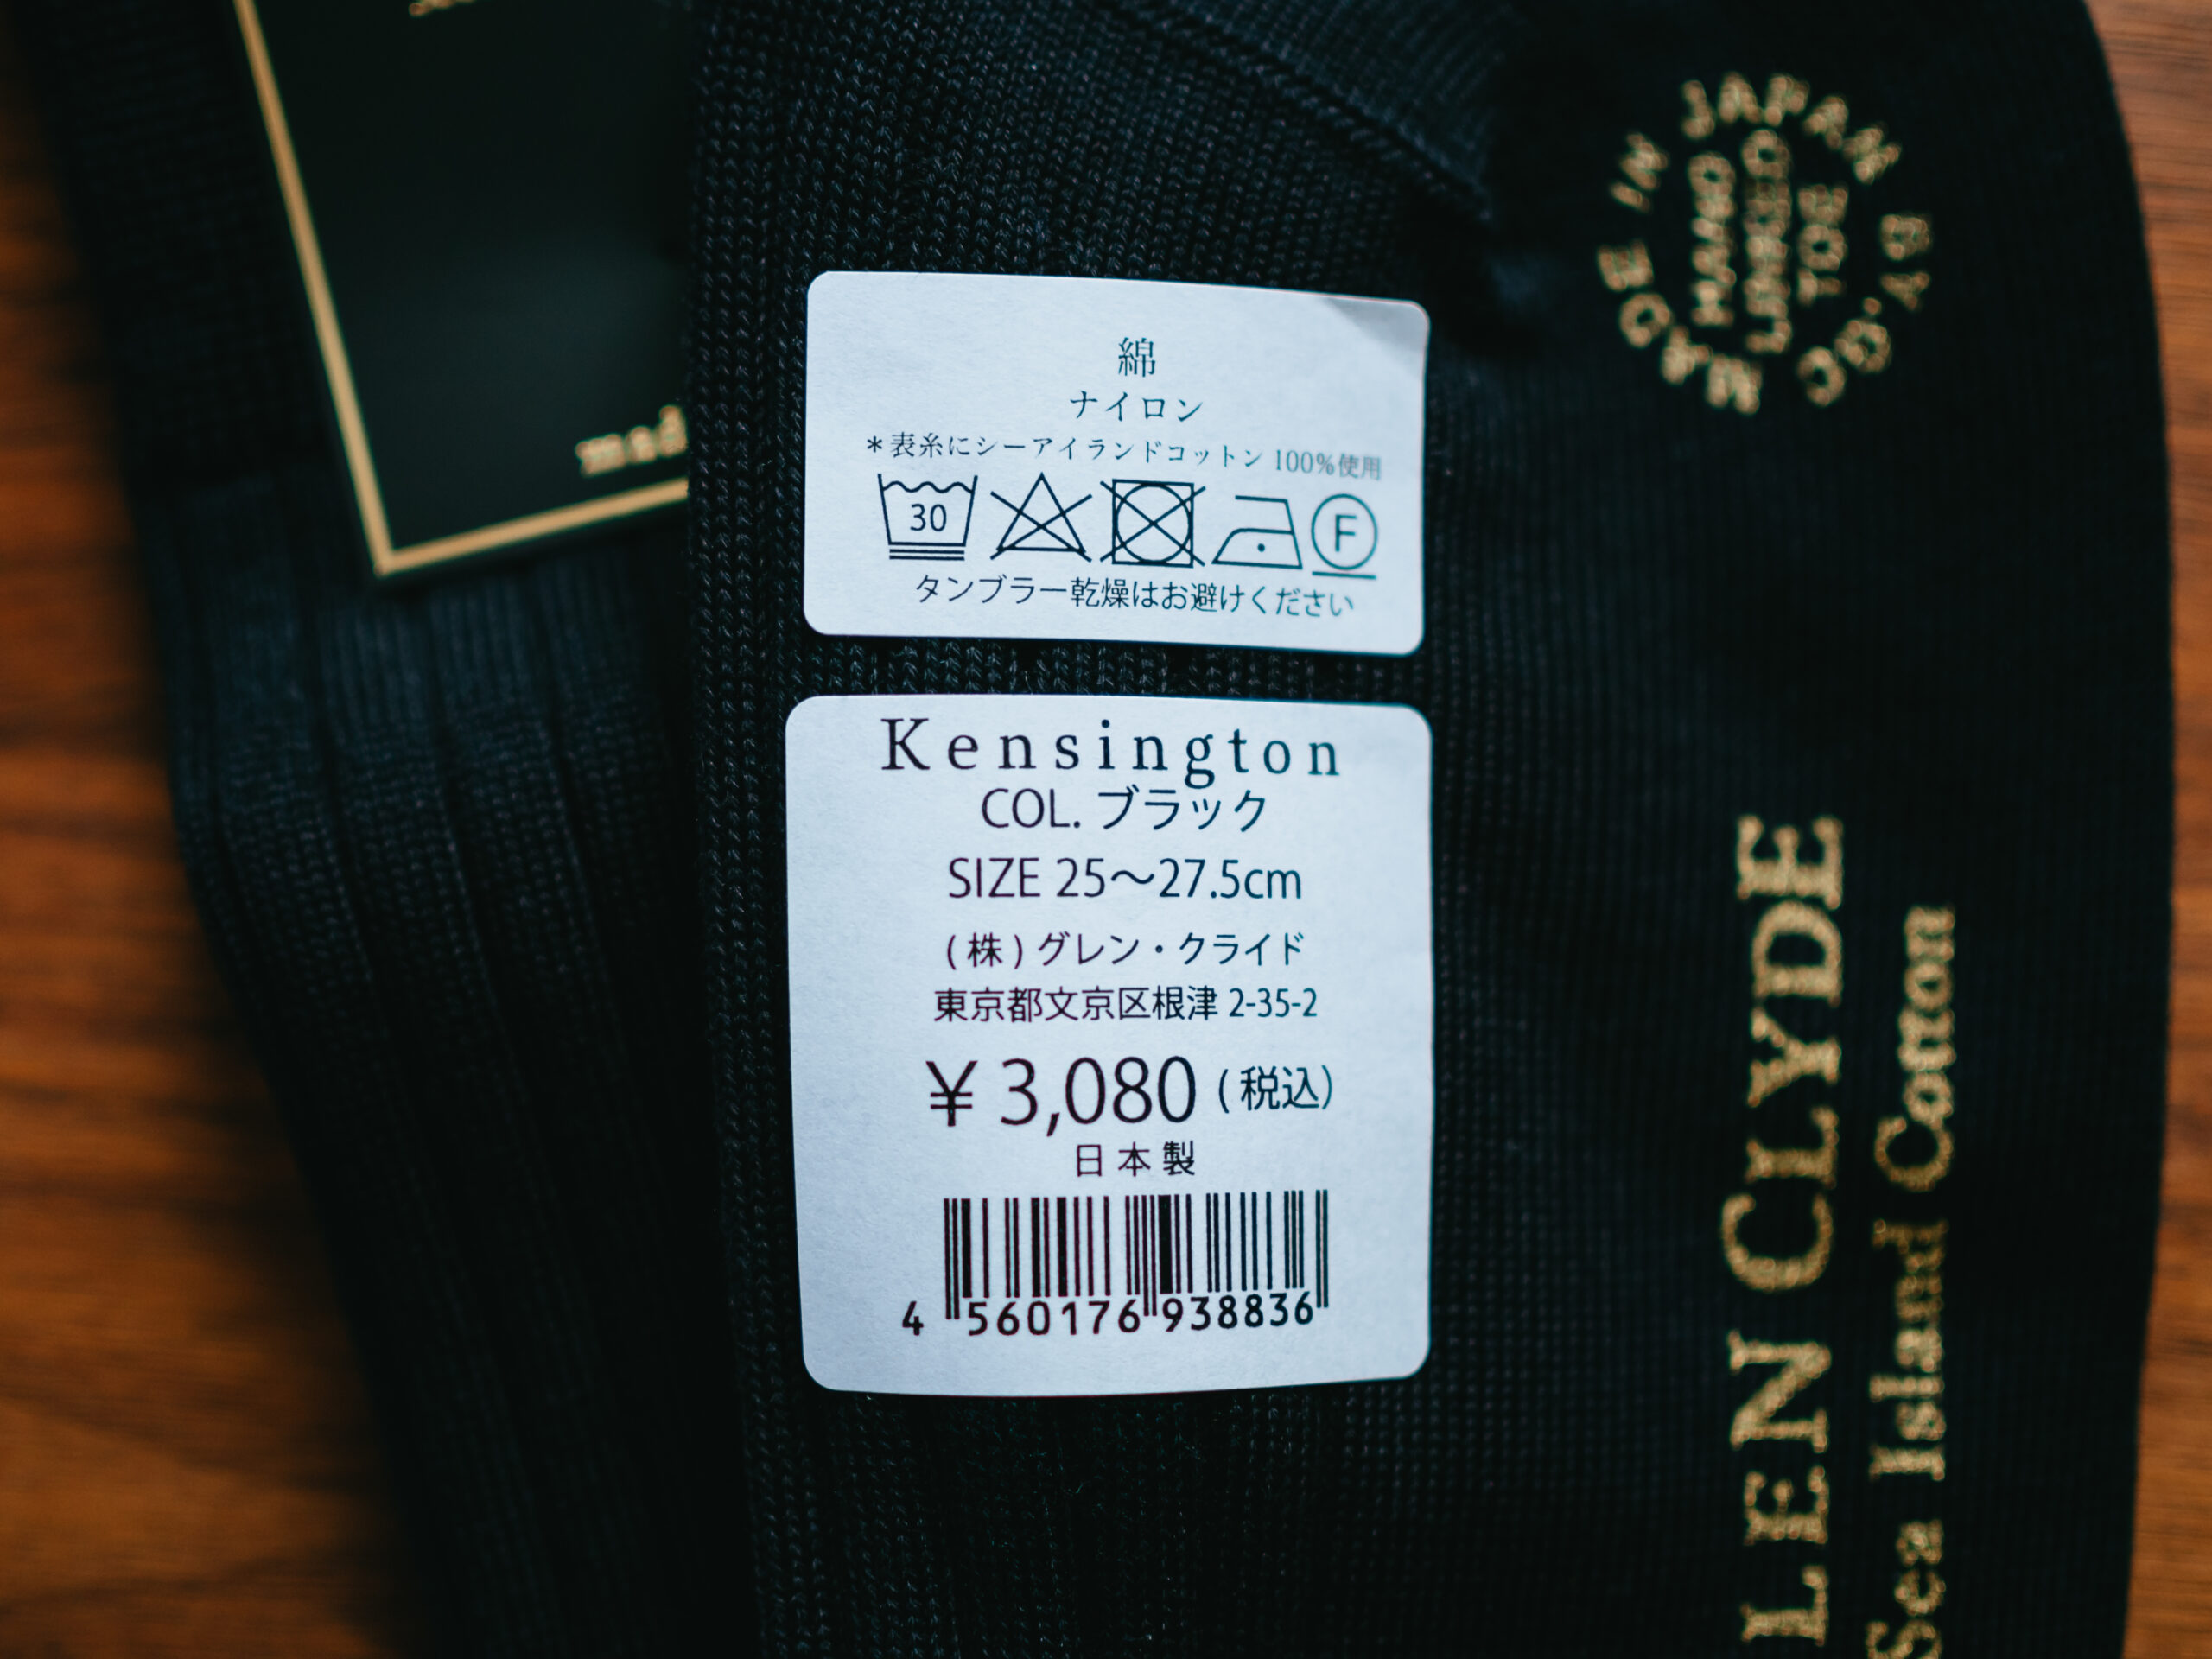 綿
ナイロン
*表糸にシーアイランドコットン 100%使用
30
F
タンブラー乾燥はお避けください
Kensington
COL. ブラック
SIZE 25〜27.5cm
(株)グレン・クライド
東京都文京区根津 2-35-2
¥ 3,080 (税込)
日本製
4 560176 938836
MADE IN JAPAN BY G.C
HAND
LINKED
TOE
LEN CLYDE
Sea Island Cotton
mad